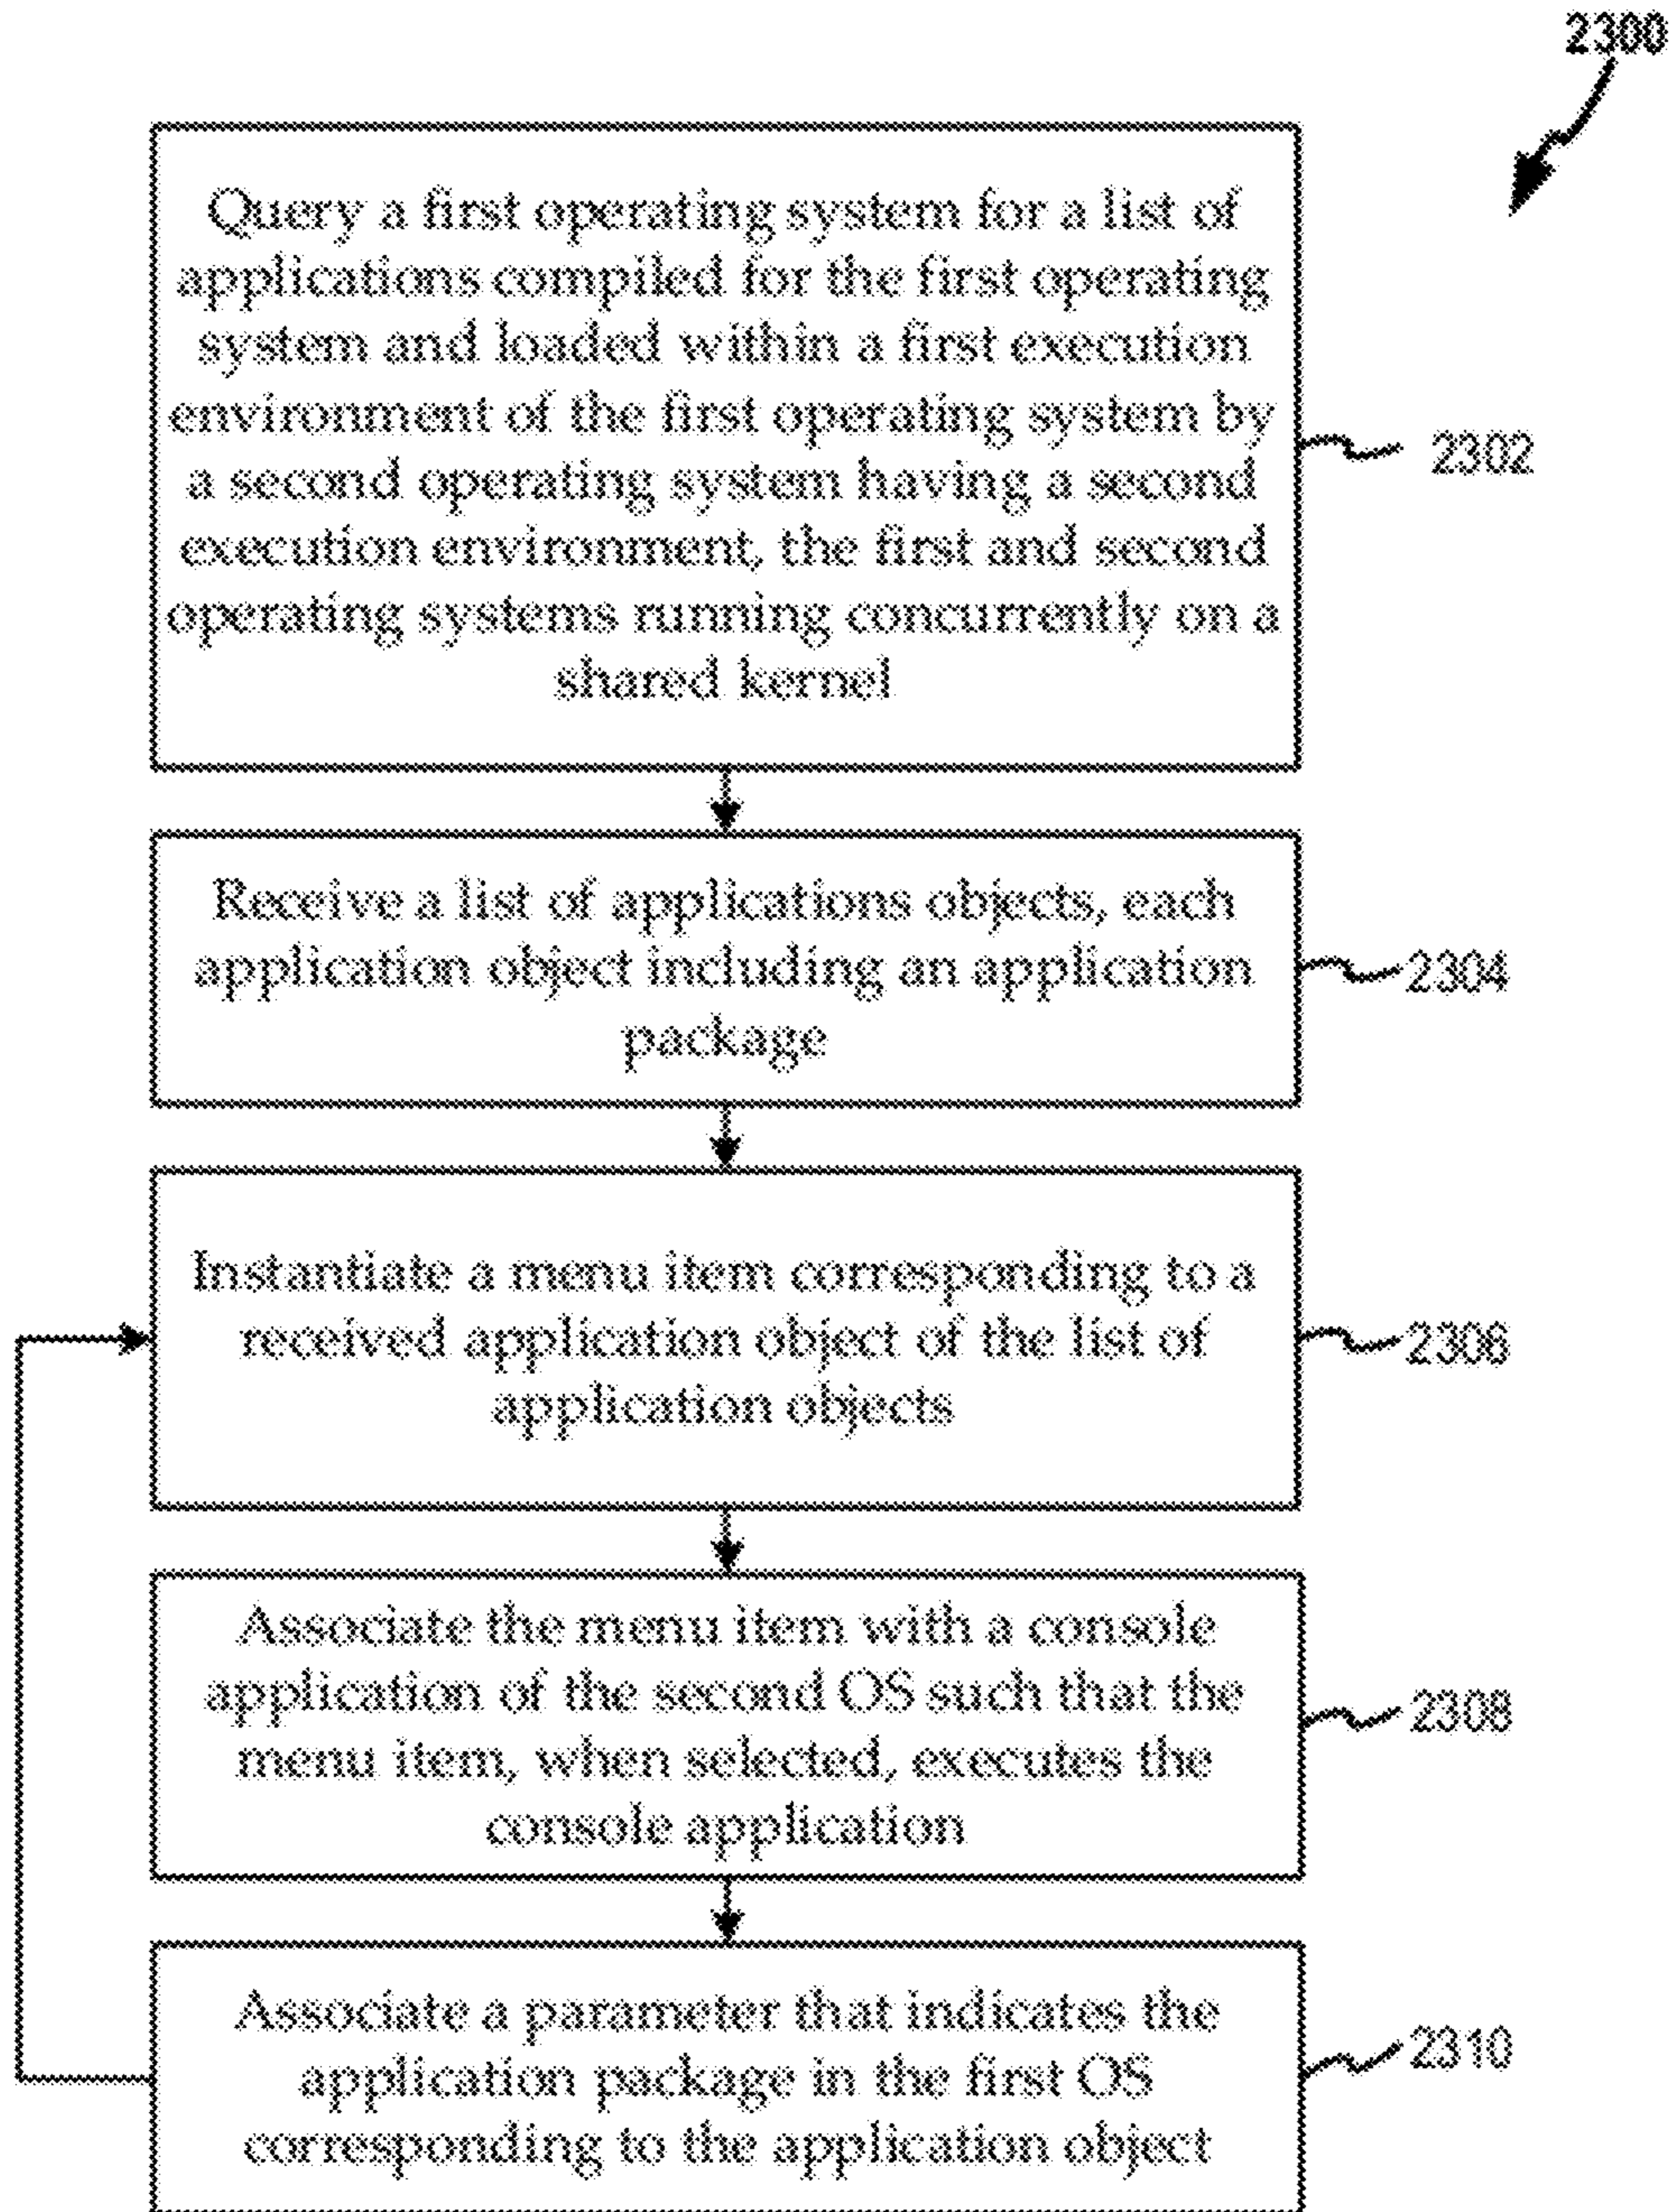 2300
Query a first operating system for a list of
applications compiled for the first operating
system and loaded within a first execution
environment of the first operating system by
a second operating system having a second
execution environment, the first and second
operating systems running concurrently on a
shared kernel
2302
Receive a list of applications objects, each
application object including an application
package
2304
Instantiate a menu item corresponding to a
received application object of the list of
application objects
2306
Associate the menu item with a console
application of the second OS such that the
menu item, when selected, executes the
console application
2308
Associate a parameter that indicates the
application package in the first OS
corresponding to the application object
2310